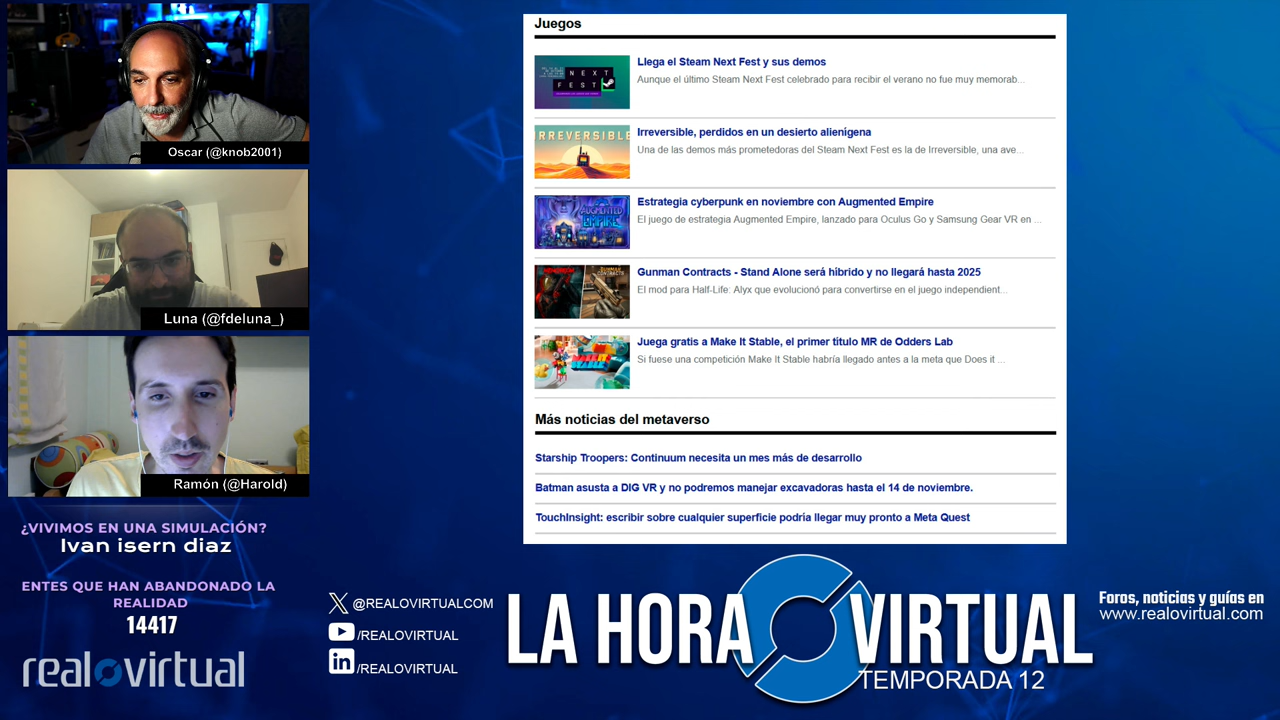 Oscar (@knob2001)
Luna (@fdeluna_)
Ramón (@Harold)
¿VIVIMOS EN UNA SIMULACIÓN?
Ivan isern diaz
ENTES QUE HAN ABANDONADO LA
REALIDAD
14417
realovirtual
Juegos
NEXT
FEST
Llega el Steam Next Fest y sus demos
Aunque el último Steam Next Fest celebrado para recibir el verano no fue muy memorab...
IRREVERSIBLE
Irreversible, perdidos en un desierto alienígena
Una de las demos más prometedoras del Steam Next Fest es la de Irreversible, una ave...
AUGMENTED
EMPIRE
Estrategia cyberpunk en noviembre con Augmented Empire
El juego de estrategia Augmented Empire, lanzado para Oculus Go y Samsung Gear VR en ...
GUNMAN
CONTRACTS
Gunman Contracts - Stand Alone será híbrido y no llegará hasta 2025
El mod para Half-Life: Alyx que evolucionó para convertirse en el juego independient...
Juega gratis a Make It Stable, el primer título MR de Odders Lab
Si fuese una competición Make It Stable habría llegado antes a la meta que Does it ...
Más noticias del metaverso
Starship Troopers: Continuum necesita un mes más de desarrollo
Batman asusta a DIG VR y no podremos manejar excavadoras hasta el 14 de noviembre.
TouchInsight: escribir sobre cualquier superficie podría llegar muy pronto a Meta Quest
@REALOVIRTUALCOM
/REALOVIRTUAL
/REALOVIRTUAL
LA HORA VIRTUAL
TEMPORADA 12
Foros, noticias y guías en
www.realovirtual.com